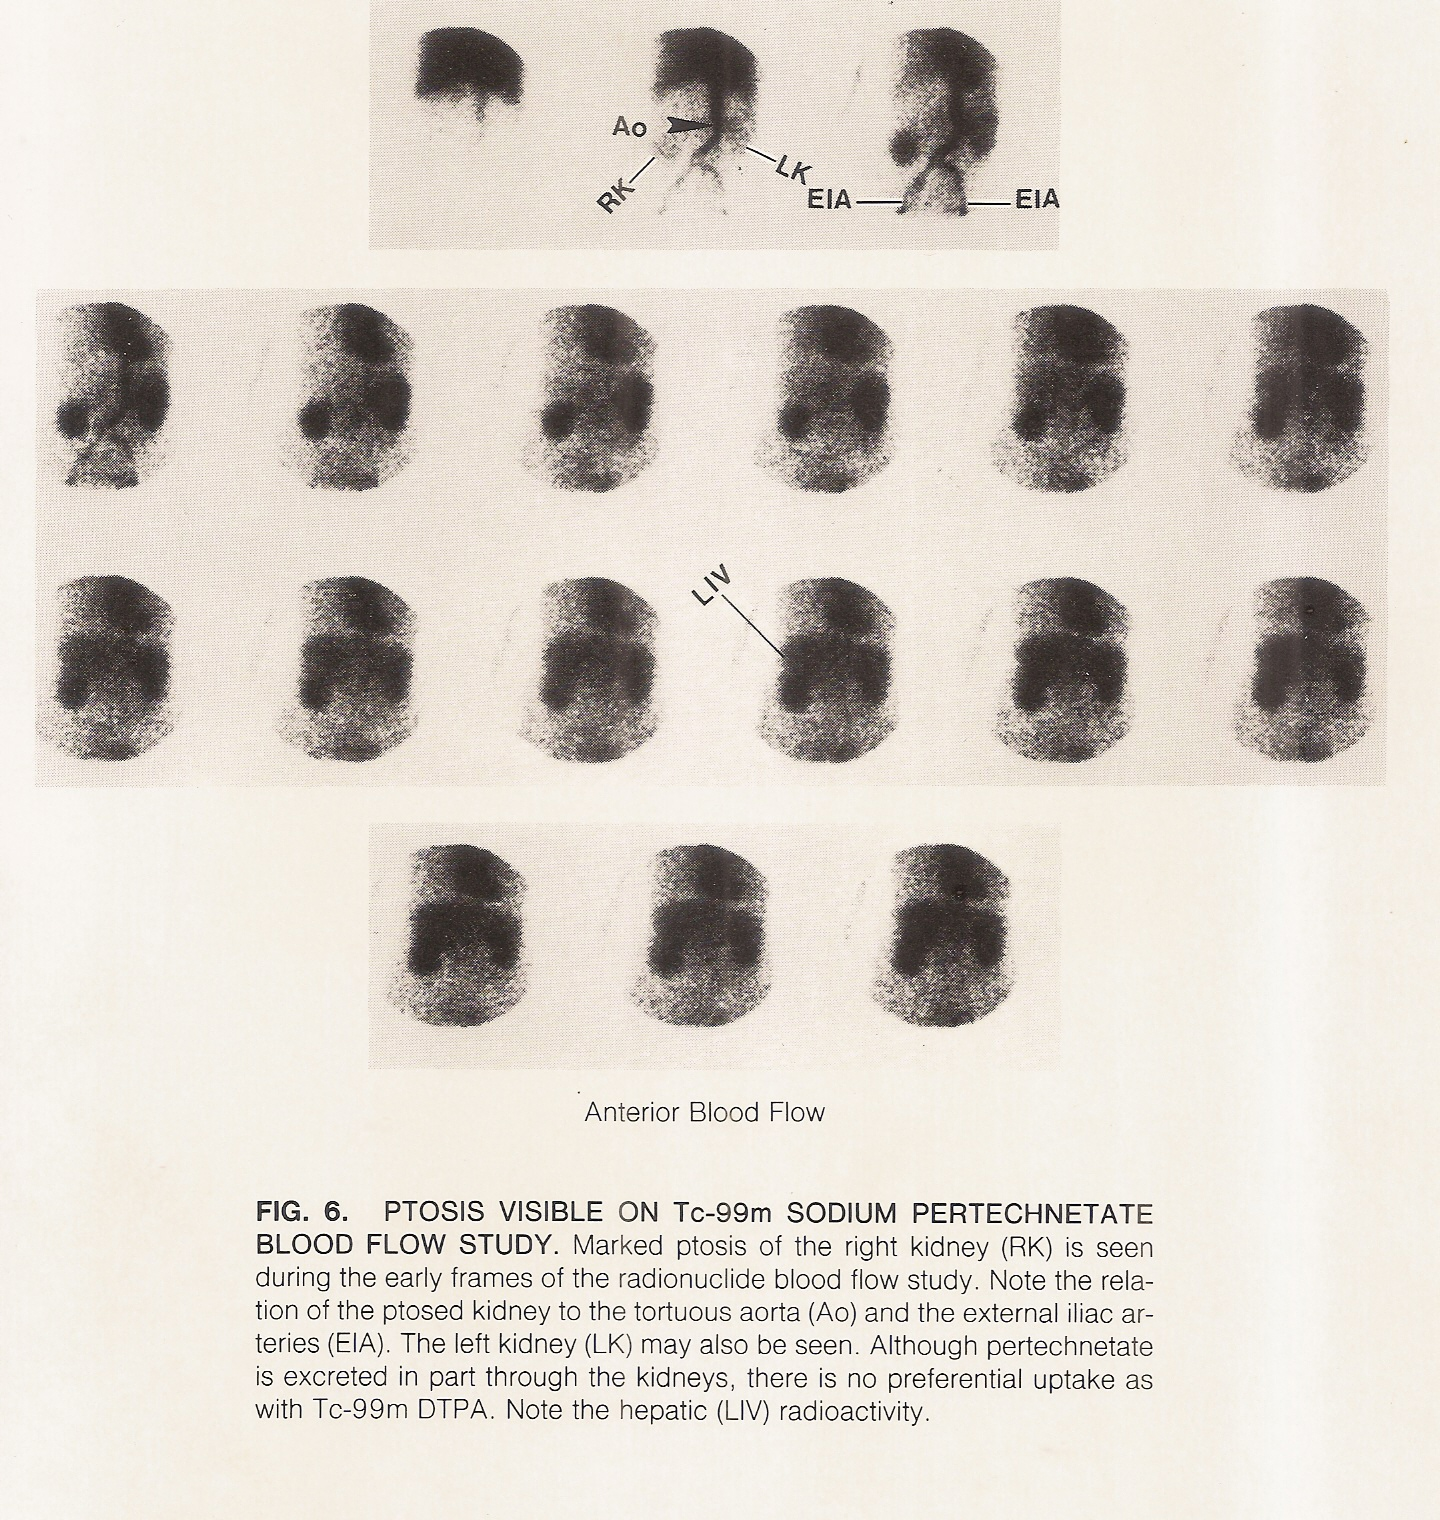 Ao
RK
LK
EIA
EIA
LIV
Anterior Blood Flow
FIG. 6. PTOSIS VISIBLE ON Tc-99m SODIUM PERTECHNETATE
BLOOD FLOW STUDY. Marked ptosis of the right kidney (RK) is seen
during the early frames of the radionuclide blood flow study. Note the rela-
tion of the ptosed kidney to the tortuous aorta (Ao) and the external iliac ar-
teries (EIA). The left kidney (LK) may also be seen. Although pertechnetate
is excreted in part through the kidneys, there is no preferential uptake as
with Tc-99m DTPA. Note the hepatic (LIV) radioactivity.